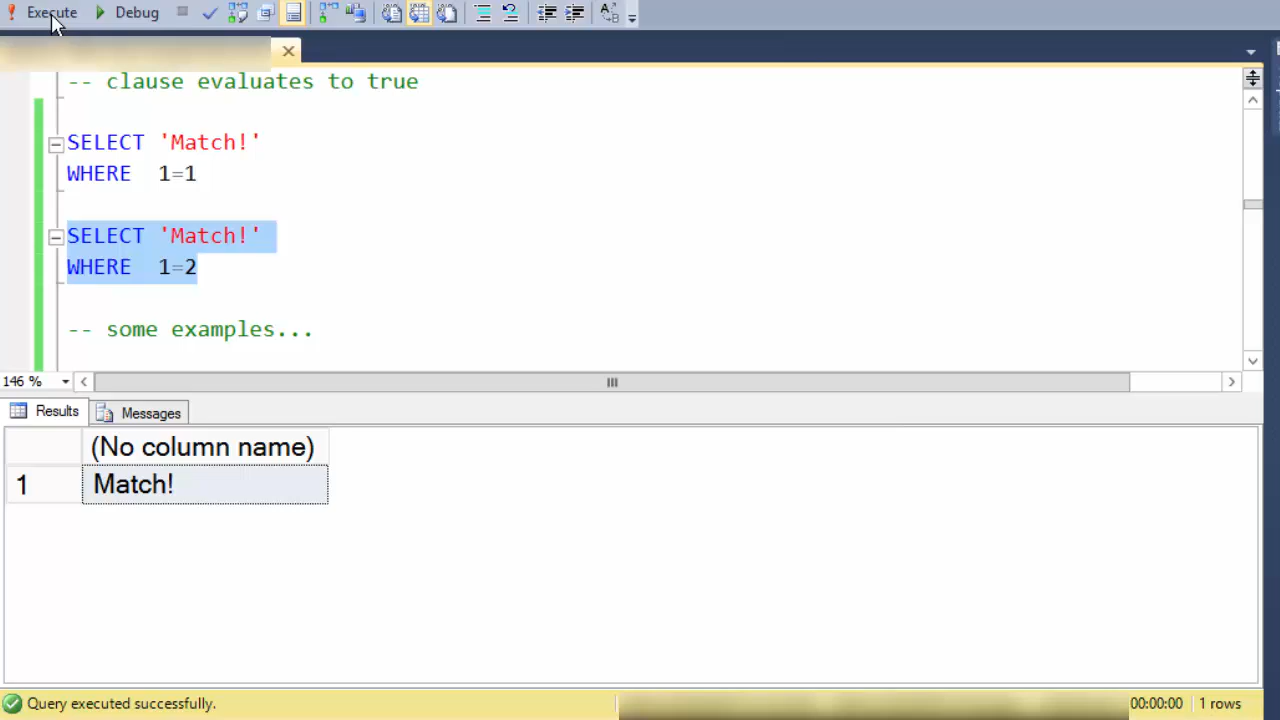 Execute Debug
-- clause evaluates to true
SELECT 'Match!'
WHERE  1=1
SELECT 'Match!'
WHERE  1=2
-- some examples...
146 %
Results Messages
(No column name)
1 Match!
Query executed successfully. 00:00:00 1 rows